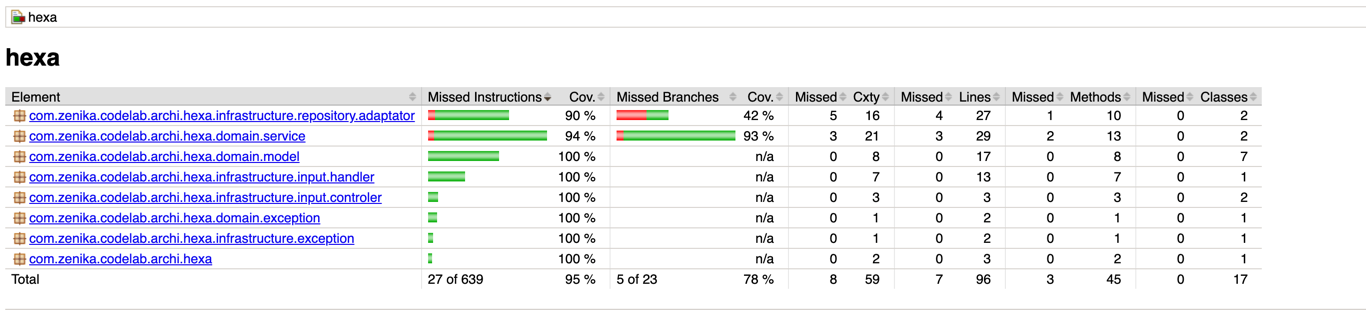 hexa
hexa
Element Missed Instructions Cov. Missed Branches Cov. Missed Cxty Missed Lines Missed Methods Missed Classes
com.zenika.codelab.archi.hexa.infrastructure.repository.adaptator 90 % 42 % 5 16 4 27 1 10 0 2
com.zenika.codelab.archi.hexa.domain.service 94 % 93 % 3 21 3 29 2 13 0 2
com.zenika.codelab.archi.hexa.domain.model 100 % n/a 0 8 0 17 0 8 0 7
com.zenika.codelab.archi.hexa.infrastructure.input.handler 100 % n/a 0 7 0 13 0 7 0 1
com.zenika.codelab.archi.hexa.infrastructure.input.controler 100 % n/a 0 3 0 3 0 3 0 2
com.zenika.codelab.archi.hexa.domain.exception 100 % n/a 0 1 0 2 0 1 0 1
com.zenika.codelab.archi.hexa.infrastructure.exception 100 % n/a 0 1 0 2 0 1 0 1
com.zenika.codelab.archi.hexa 100 % n/a 0 2 0 3 0 2 0 1
Total 27 of 639 95 % 5 of 23 78 % 8 59 7 96 3 45 0 17